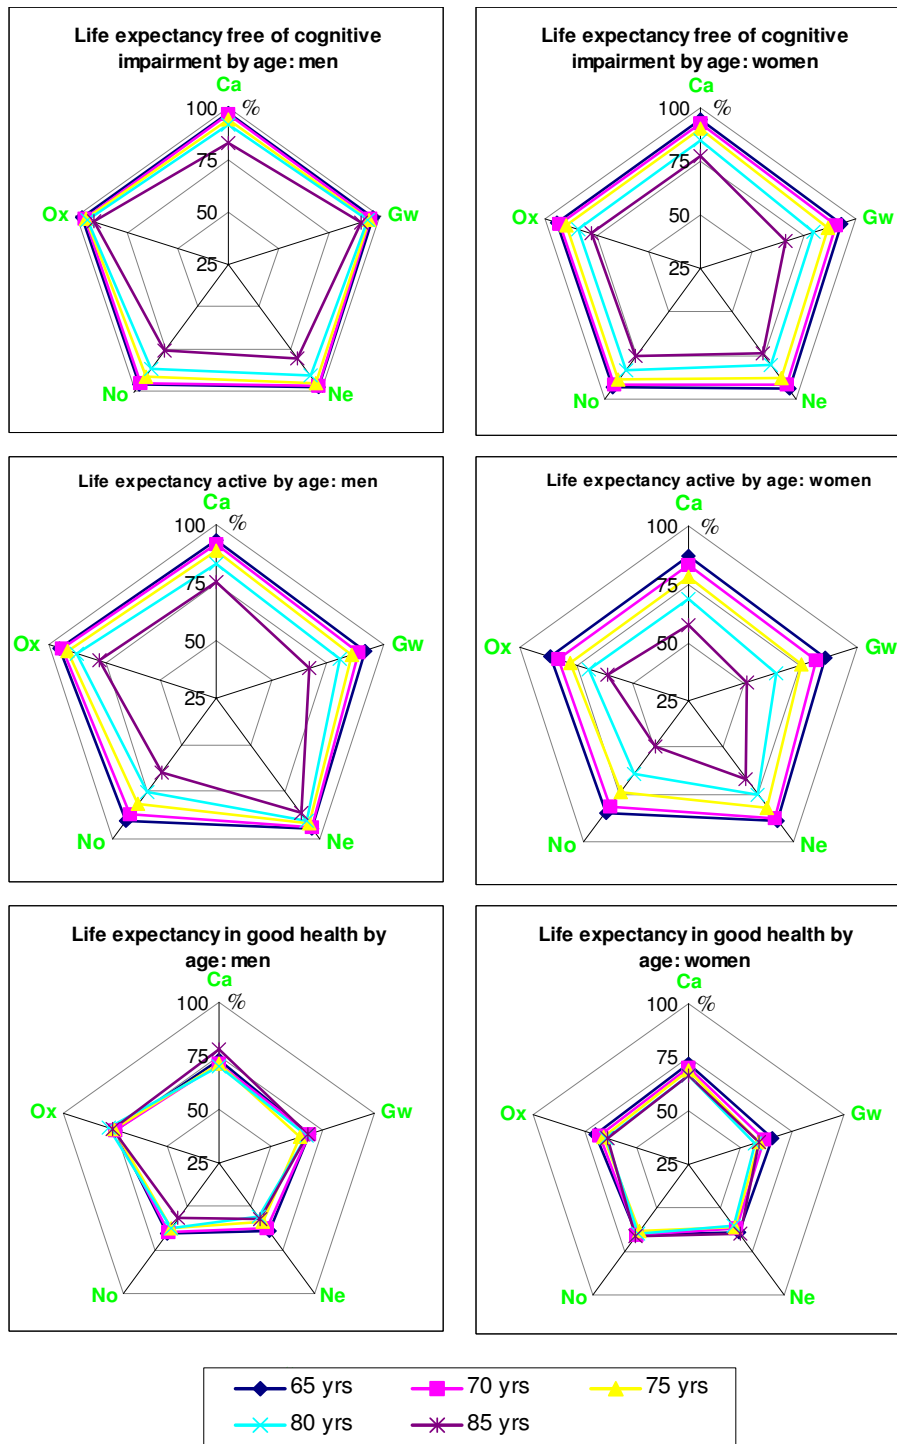 Life expectancy free of cognitive
impairment by age: men
Ca
100 %
75
50
25
Ox
Gw
No
Ne
Life expectancy free of cognitive
impairment by age: women
Ca
100 %
75
50
25
Ox
Gw
No
Ne
Life expectancy active by age: men
Ca
100 %
75
50
25
Ox
Gw
No
Ne
Life expectancy active by age: women
Ca
100 %
75
50
25
Ox
Gw
No
Ne
Life expectancy in good health by
age: men
Ca
100 %
75
50
25
Ox
Gw
No
Ne
Life expectancy in good health by
age: women
Ca
100 %
75
50
25
Ox
Gw
No
Ne
65 yrs 70 yrs 75 yrs
80 yrs 85 yrs